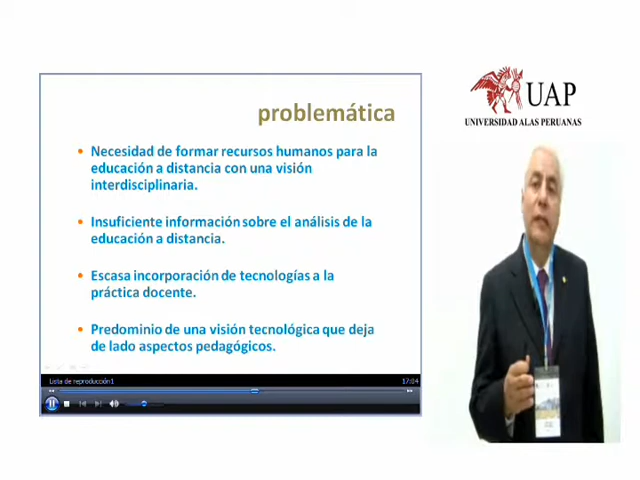 problemática
• Necesidad de formar recursos humanos para la
educación a distancia con una visión
interdisciplinaria.
• Insuficiente información sobre el análisis de la
educación a distancia.
• Escasa incorporación de tecnologías a la
práctica docente.
• Predominio de una visión tecnológica que deja
de lado aspectos pedagógicos.
Lista de reproducción1
17:04
UAP
UNIVERSIDAD ALAS PERUANAS